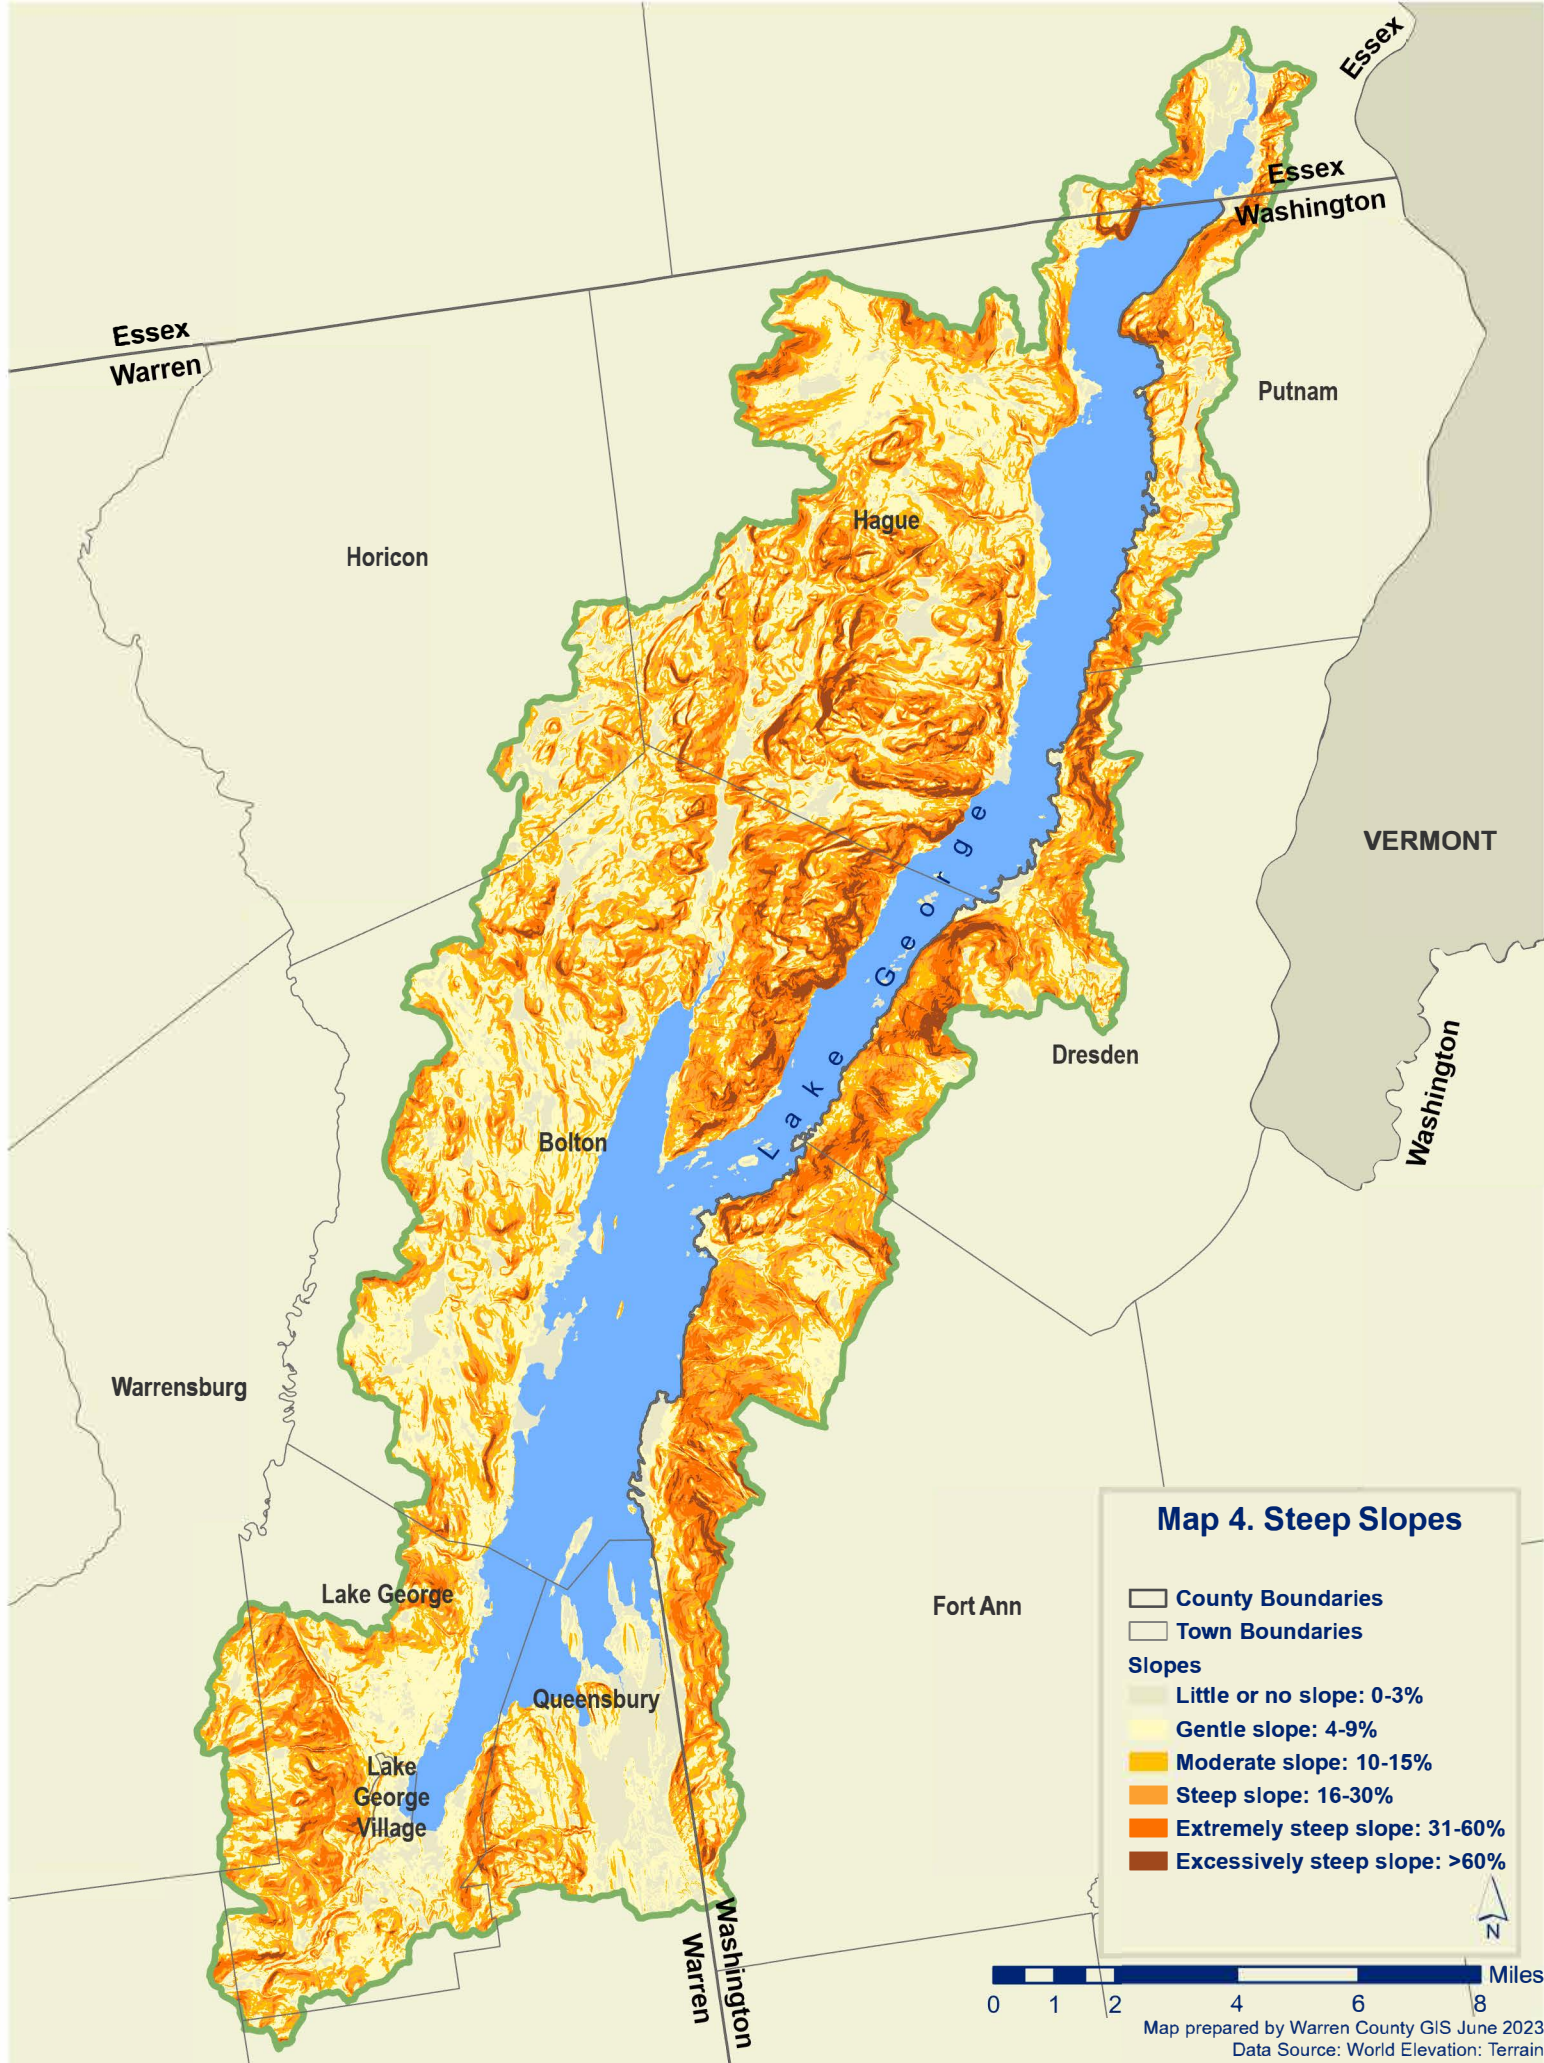 Essex
Essex
Washington
Essex
Warren
Putnam
Hague
Horicon
VERMONT
Lake George
Dresden
Washington
Bolton
Warrensburg
Lake George
Fort Ann
Queensbury
Lake
George
Village
Washington
Warren
Map 4. Steep Slopes
County Boundaries
Town Boundaries
Slopes
Little or no slope: 0-3%
Gentle slope: 4-9%
Moderate slope: 10-15%
Steep slope: 16-30%
Extremely steep slope: 31-60%
Excessively steep slope: >60%
N
Miles
0 1 2 4 6 8
Map prepared by Warren County GIS June 2023
Data Source: World Elevation: Terrain